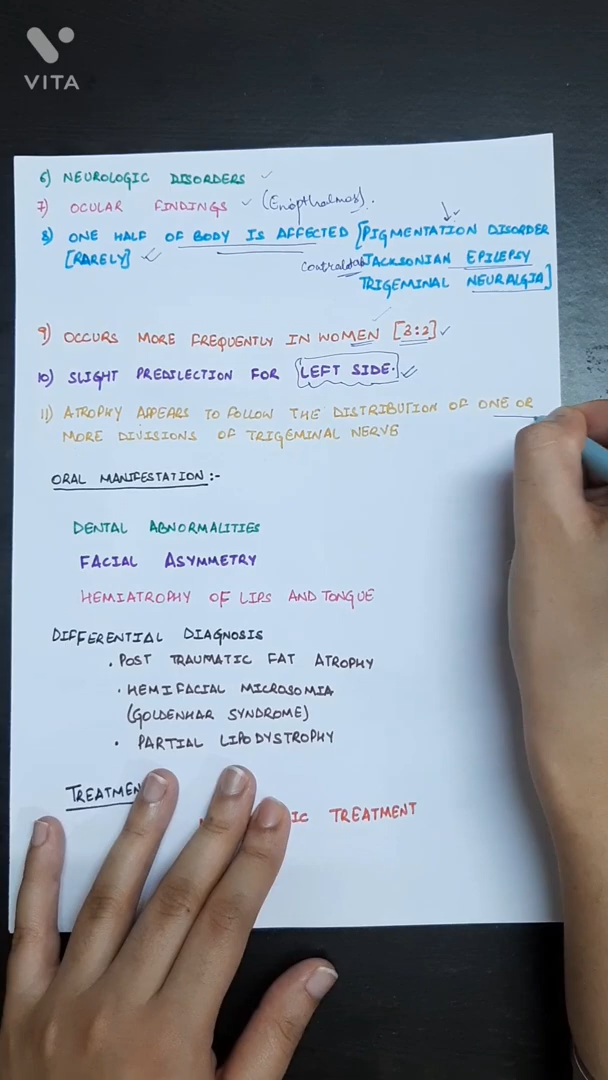 VITA
6) NEUROLOGIC DISORDERS
7) OCULAR FINDINGS (Enopthalmos).
8) ONE HALF OF BODY IS AFFECTED [PIGMENTATION DISORDER
[RARELY] JACKSONIAN EPILEPSY
TRIGEMINAL NEURALGIA]
9) OCCURS MORE FREQUENTLY IN WOMEN [3:2]
10) SLIGHT PREDILECTION FOR LEFT SIDE.
11) ATROPHY APPEARS TO FOLLOW THE DISTRIBUTION OF ONE OR
MORE DIVISIONS OF TRIGEMINAL NERVE
ORAL MANIFESTATION :-
DENTAL ABNORMALITIES
FACIAL ASYMMETRY
HEMIATROPHY OF LIPS AND TONGUE
DIFFERENTIAL DIAGNOSIS
• POST TRAUMATIC FAT ATROPHY
• HEMIFACIAL MICROSOMIA
(GOLDENHAR SYNDROME)
• PARTIAL LIPODYSTROPHY
TREATMEN
IC TREATMENT